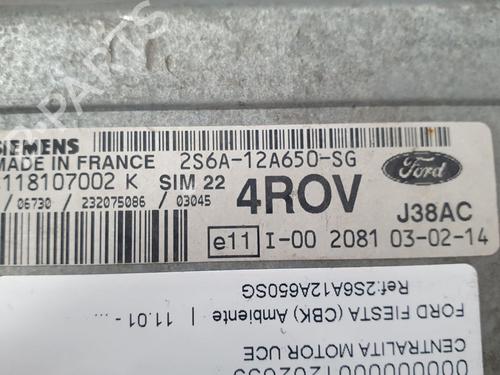 SIEMENS
MADE IN FRANCE 2S6A-12A650-SG
118107002 K SIM 22 4ROV
/ 06730 / 232075086 / 03045
Ford
J38AC
e11 I-00 2081 03-02-14
CENTRALITA MOTOR UCE
FORD FIESTA (CBK) Ambiente | 11.01 - ...
Ref:2S6A12A650SG